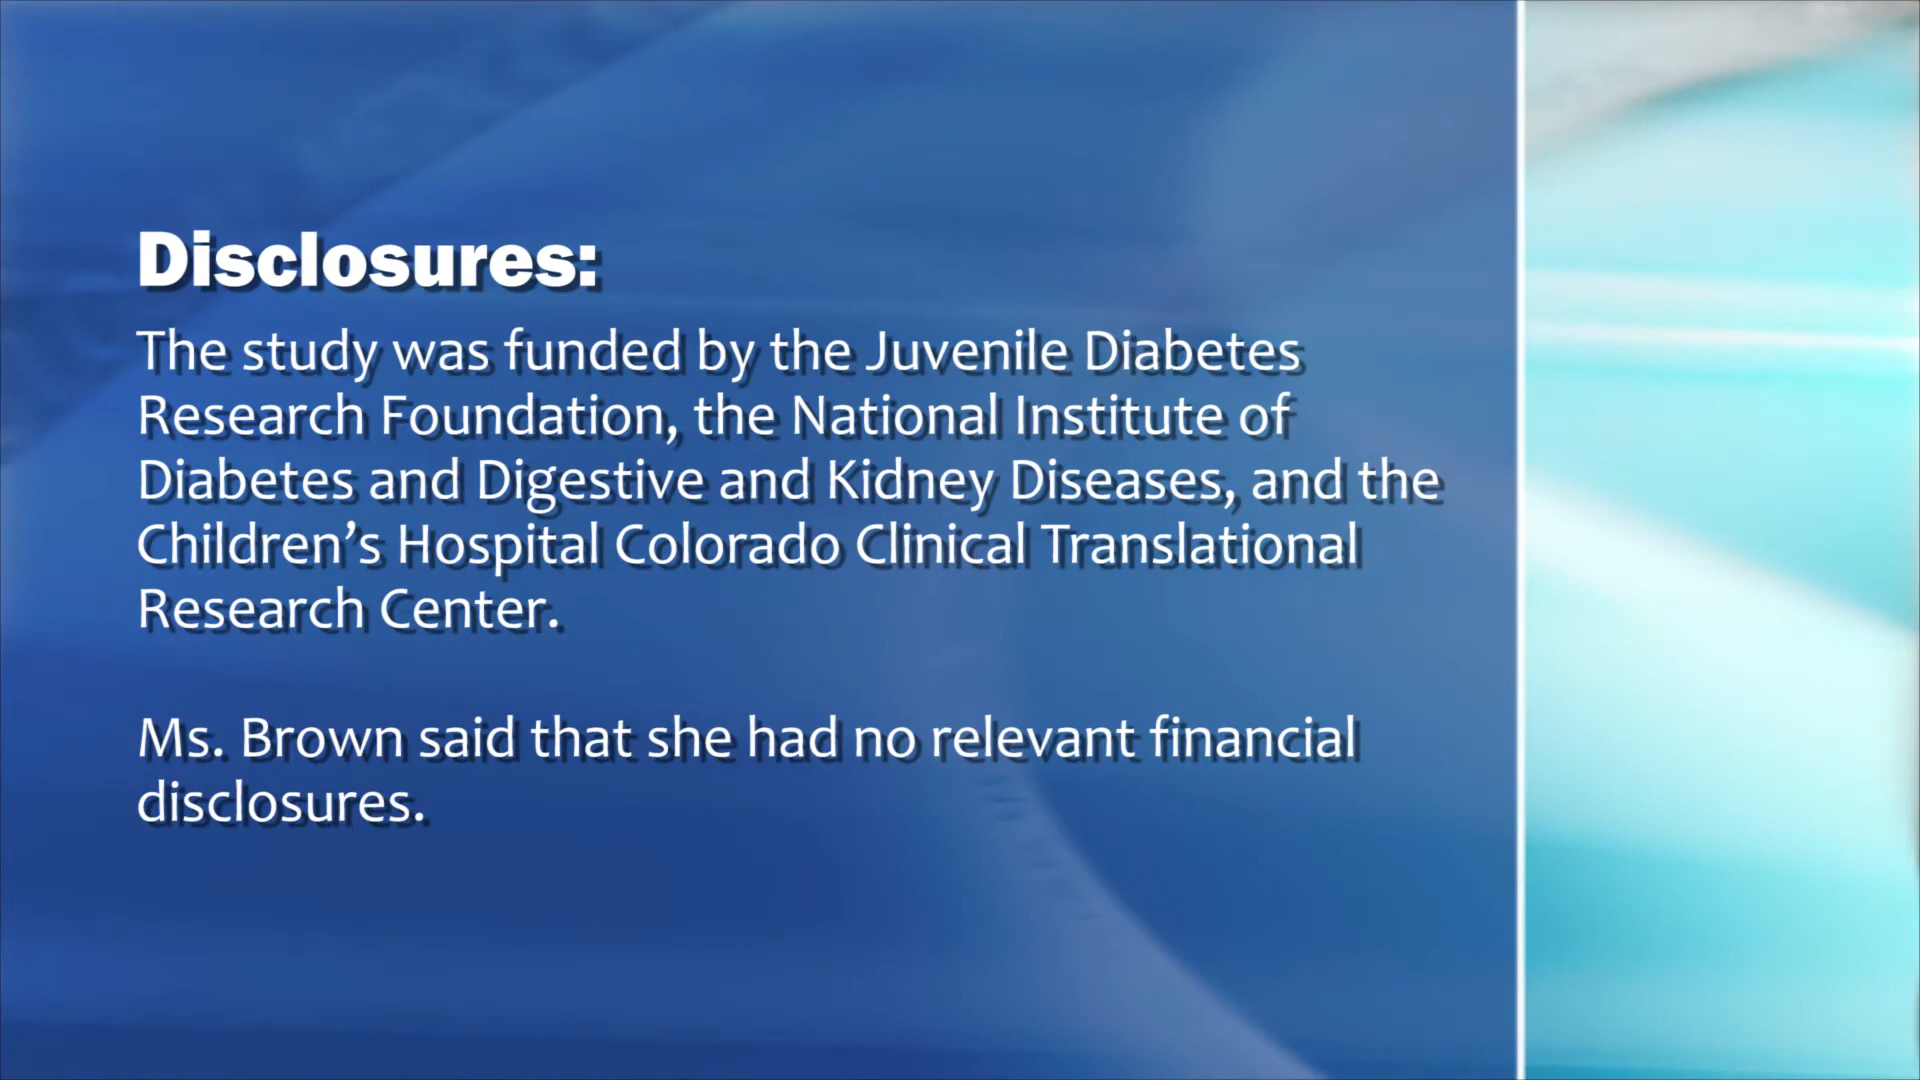 Disclosures:
The study was funded by the Juvenile Diabetes
Research Foundation, the National Institute of
Diabetes and Digestive and Kidney Diseases, and the
Children’s Hospital Colorado Clinical Translational
Research Center.
Ms. Brown said that she had no relevant financial
disclosures.